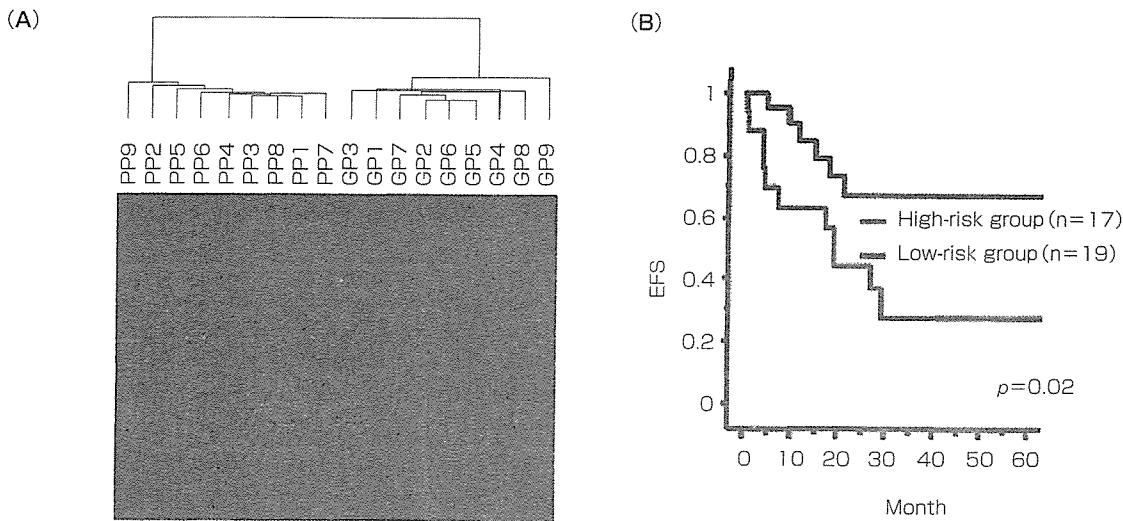 (A)
PP9 PP2 PP5 PP6 PP4 PP3 PP8 PP1 PP7 GP3 GP1 GP7 GP2 GP6 GP5 GP4 GP8 GP9
(B)
1
0.8
0.6
0.4
0.2
0
EFS
High-risk group (n=17)
Low-risk group (n=19)
p=0.02
0 10 20 30 40 50 60
Month